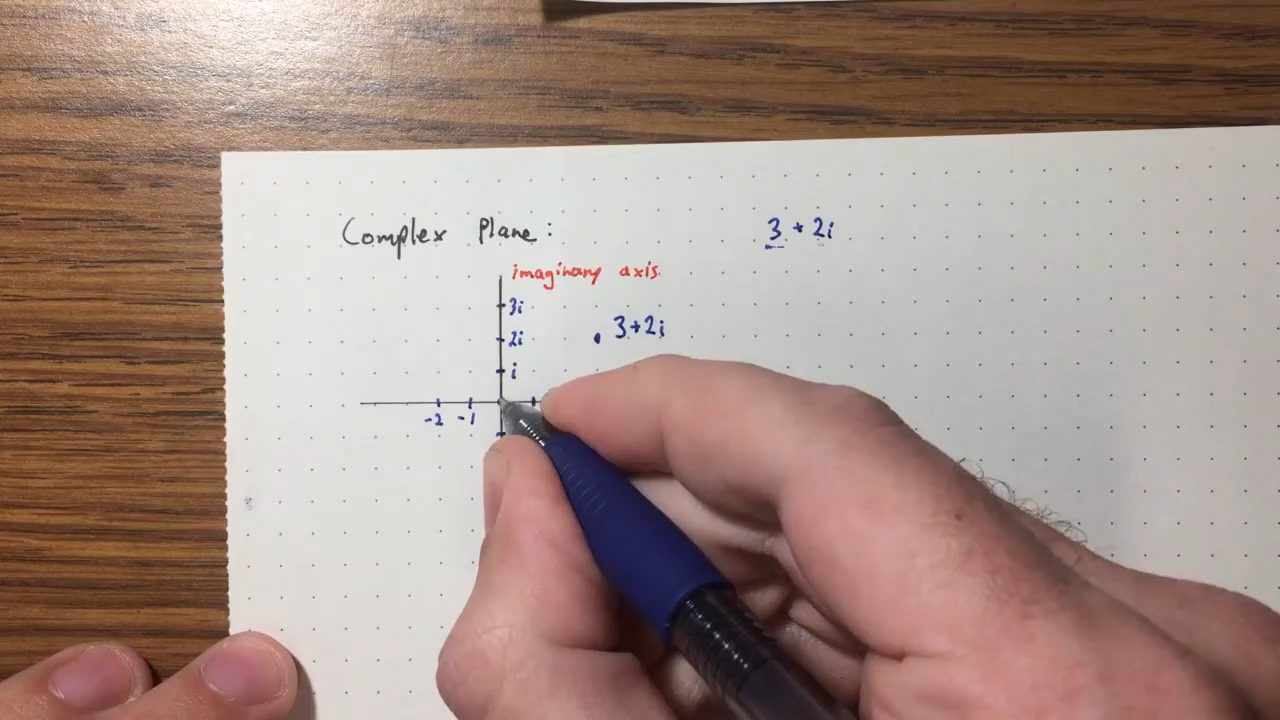 Complex Plane:
3 + 2i
imaginary axis
3i
3+2i
2i
i
-2 -1